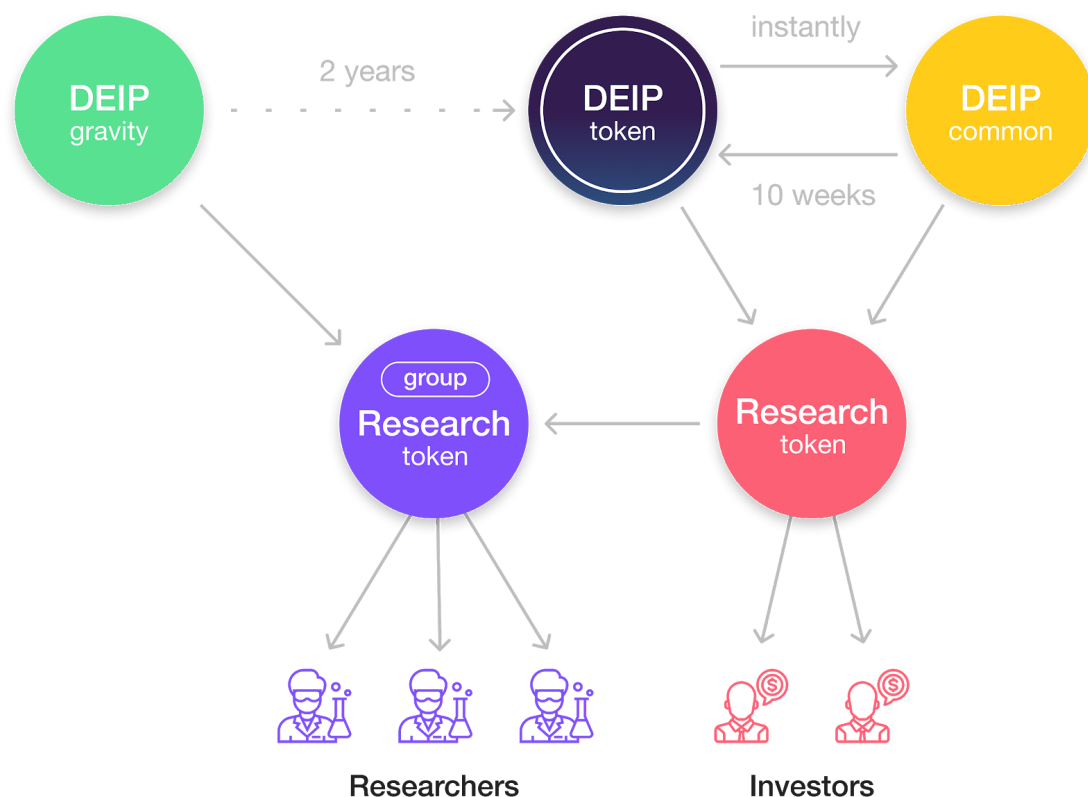 DEIP
gravity
2 years
DEIP
token
instantly
10 weeks
DEIP
common
group
Research
token
Research
token
$
$
Researchers
Investors